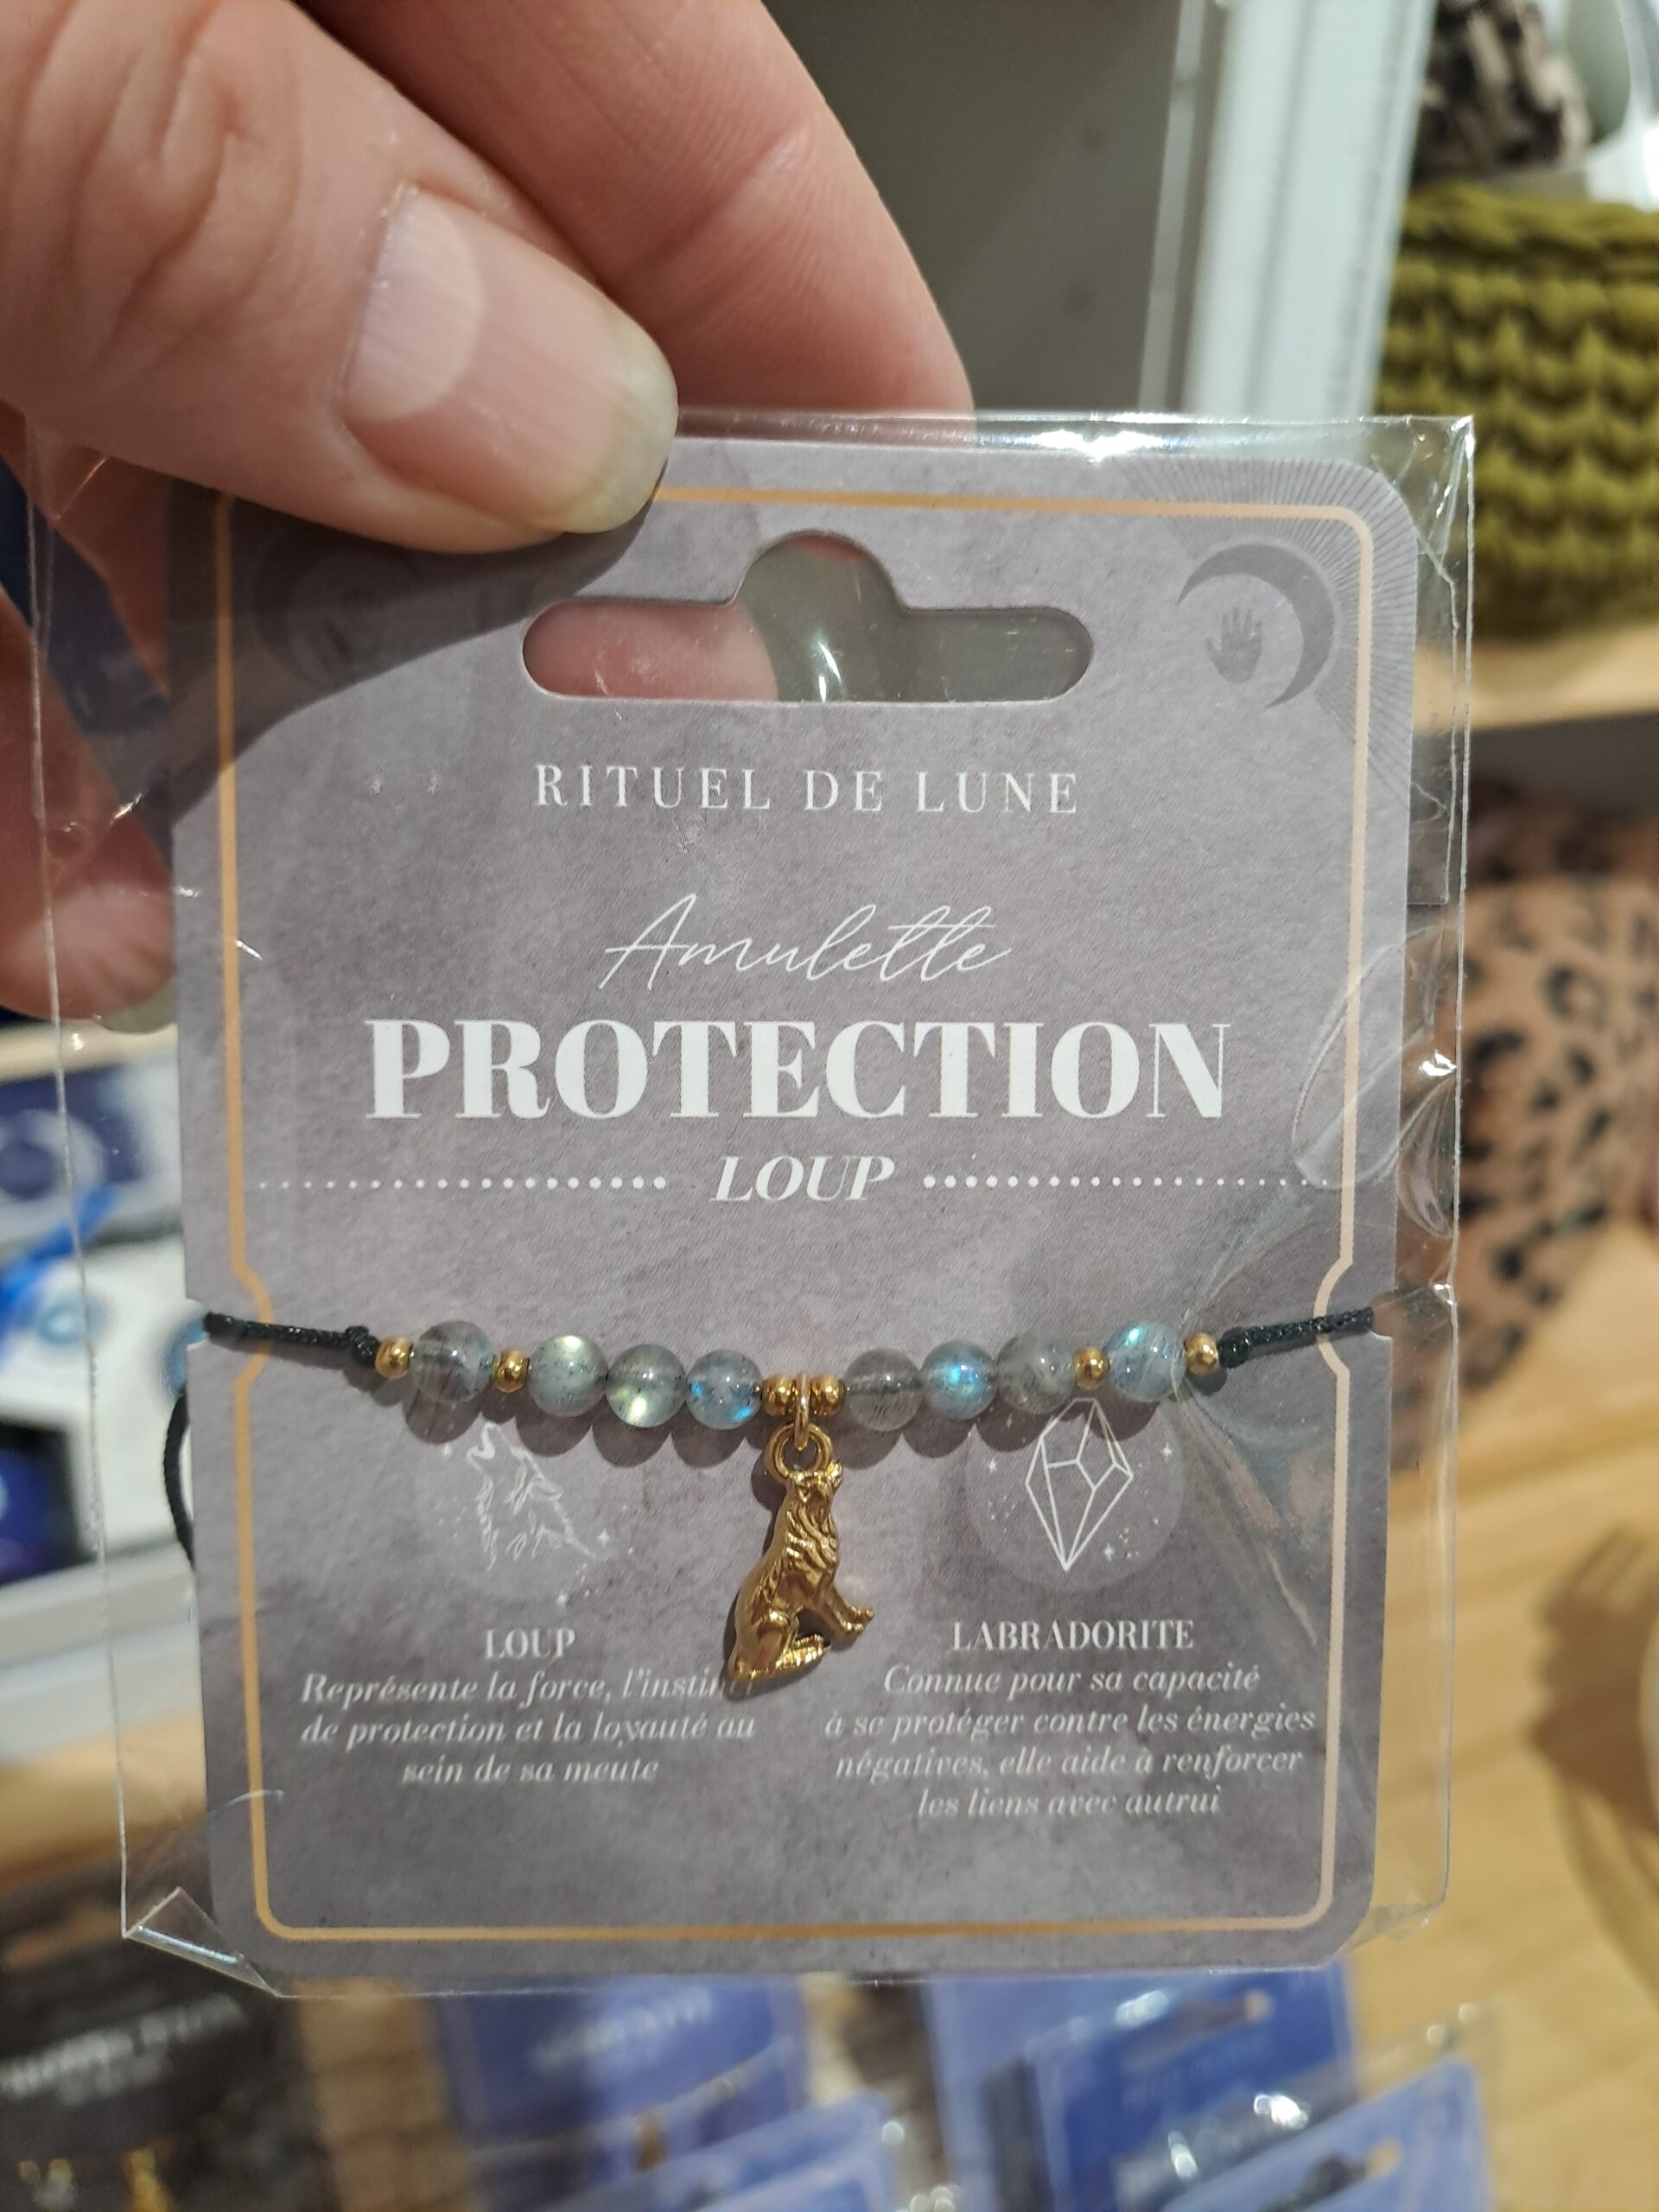 RITUEL DE LUNE
Amulette
PROTECTION
LOUP
LOUP
Représente la force, l'instinct
de protection et la loyauté au
sein de sa meute
LABRADORITE
Connue pour sa capacité
à se protéger contre les énergies
négatives, elle aide à renforcer
les liens avec autrui